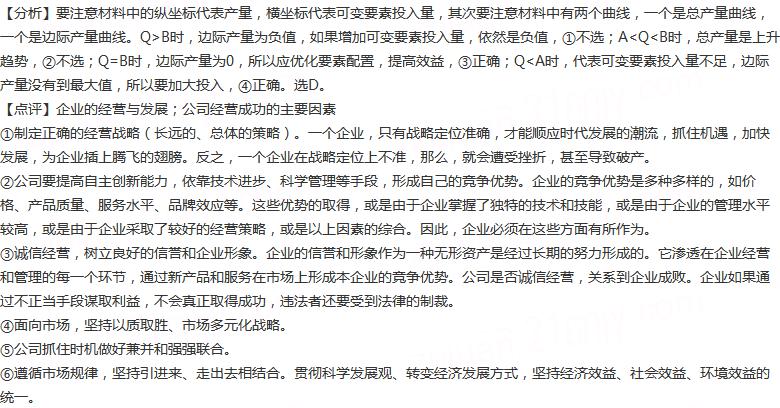 【分析】要注意材料中的纵坐标代表产量，横坐标代表可变要素投入量，其次要注意材料中有两个曲线，一个是总产量曲线，
一个是边际产量曲线。Q>B时，边际产量为负值，如果增加可变要素投入量，依然是负值，①不选；A<Q<B时，总产量是上升
趋势，②不选；Q=B时，边际产量为0，所以应优化要素配置，提高效益，③正确；Q<A时，代表可变要素投入量不足，边际
产量没有到最大值，所以要加大投入，④正确。选D。
【点评】企业的经营与发展；公司经营成功的主要因素
①制定正确的经营战略（长远的、总体的策略）。一个企业，只有战略定位准确，才能顺应时代发展的潮流，抓住机遇，加快
发展，为企业插上腾飞的翅膀。反之，一个企业在战略定位上不准，那么，就会遭受挫折，甚至导致破产。
②公司要提高自主创新能力，依靠技术进步、科学管理等手段，形成自己的竞争优势。企业的竞争优势是多种多样的，如价
格、产品质量、服务水平、品牌效应等。这些优势的取得，或是由于企业掌握了独特的技术和技能，或是由于企业的管理水平
较高，或是由于企业采取了较好的经营策略，或是以上因素的综合。因此，企业必须在这些方面有所作为。
③诚信经营，树立良好的信誉和企业形象。企业的信誉和形象作为一种无形资产是经过长期的努力形成的。它渗透在企业经营
和管理的每一个环节，通过新产品和服务在市场上形成本企业的竞争优势。公司是否诚信经营，关系到企业成败。企业如果通
过不正当手段谋取利益，不会真正取得成功，违法者还要受到法律的制裁。
④面向市场，坚持以质取胜、市场多元化战略。
⑤公司抓住时机做好兼并和强强联合。
⑥遵循市场规律，坚持引进来、走出去相结合。贯彻科学发展观、转变经济发展方式，坚持经济效益、社会效益、环境效益的
统一。